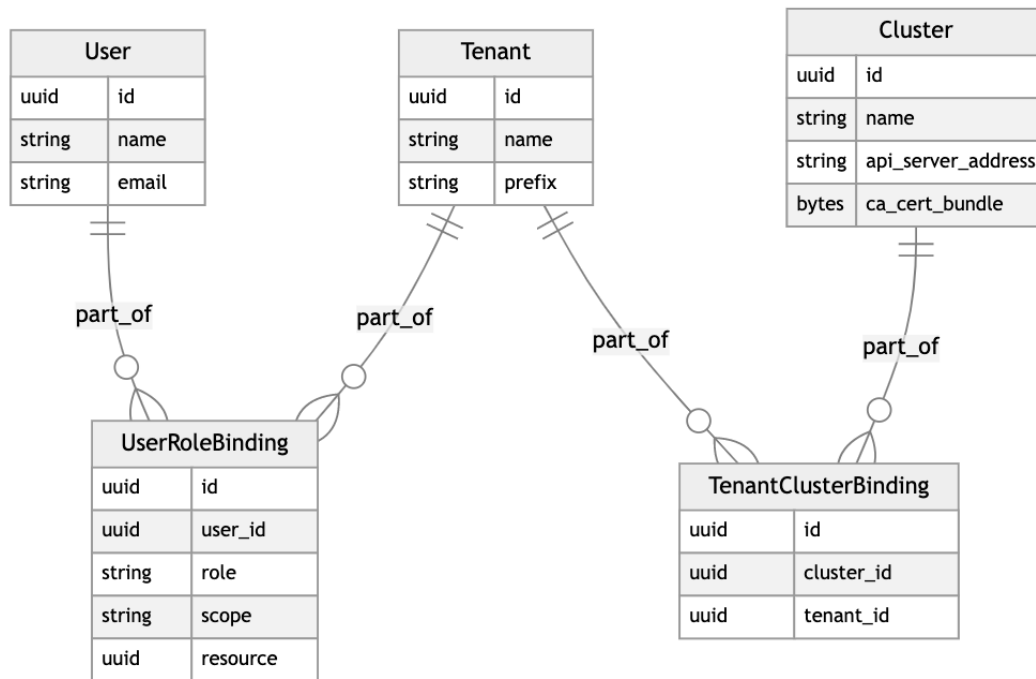 User
uuid id
string name
string email
Tenant
uuid id
string name
string prefix
Cluster
uuid id
string name
string api_server_address
bytes ca_cert_bundle
part_of
part_of
part_of
part_of
UserRoleBinding
uuid id
uuid user_id
string role
string scope
uuid resource
TenantClusterBinding
uuid id
uuid cluster_id
uuid tenant_id